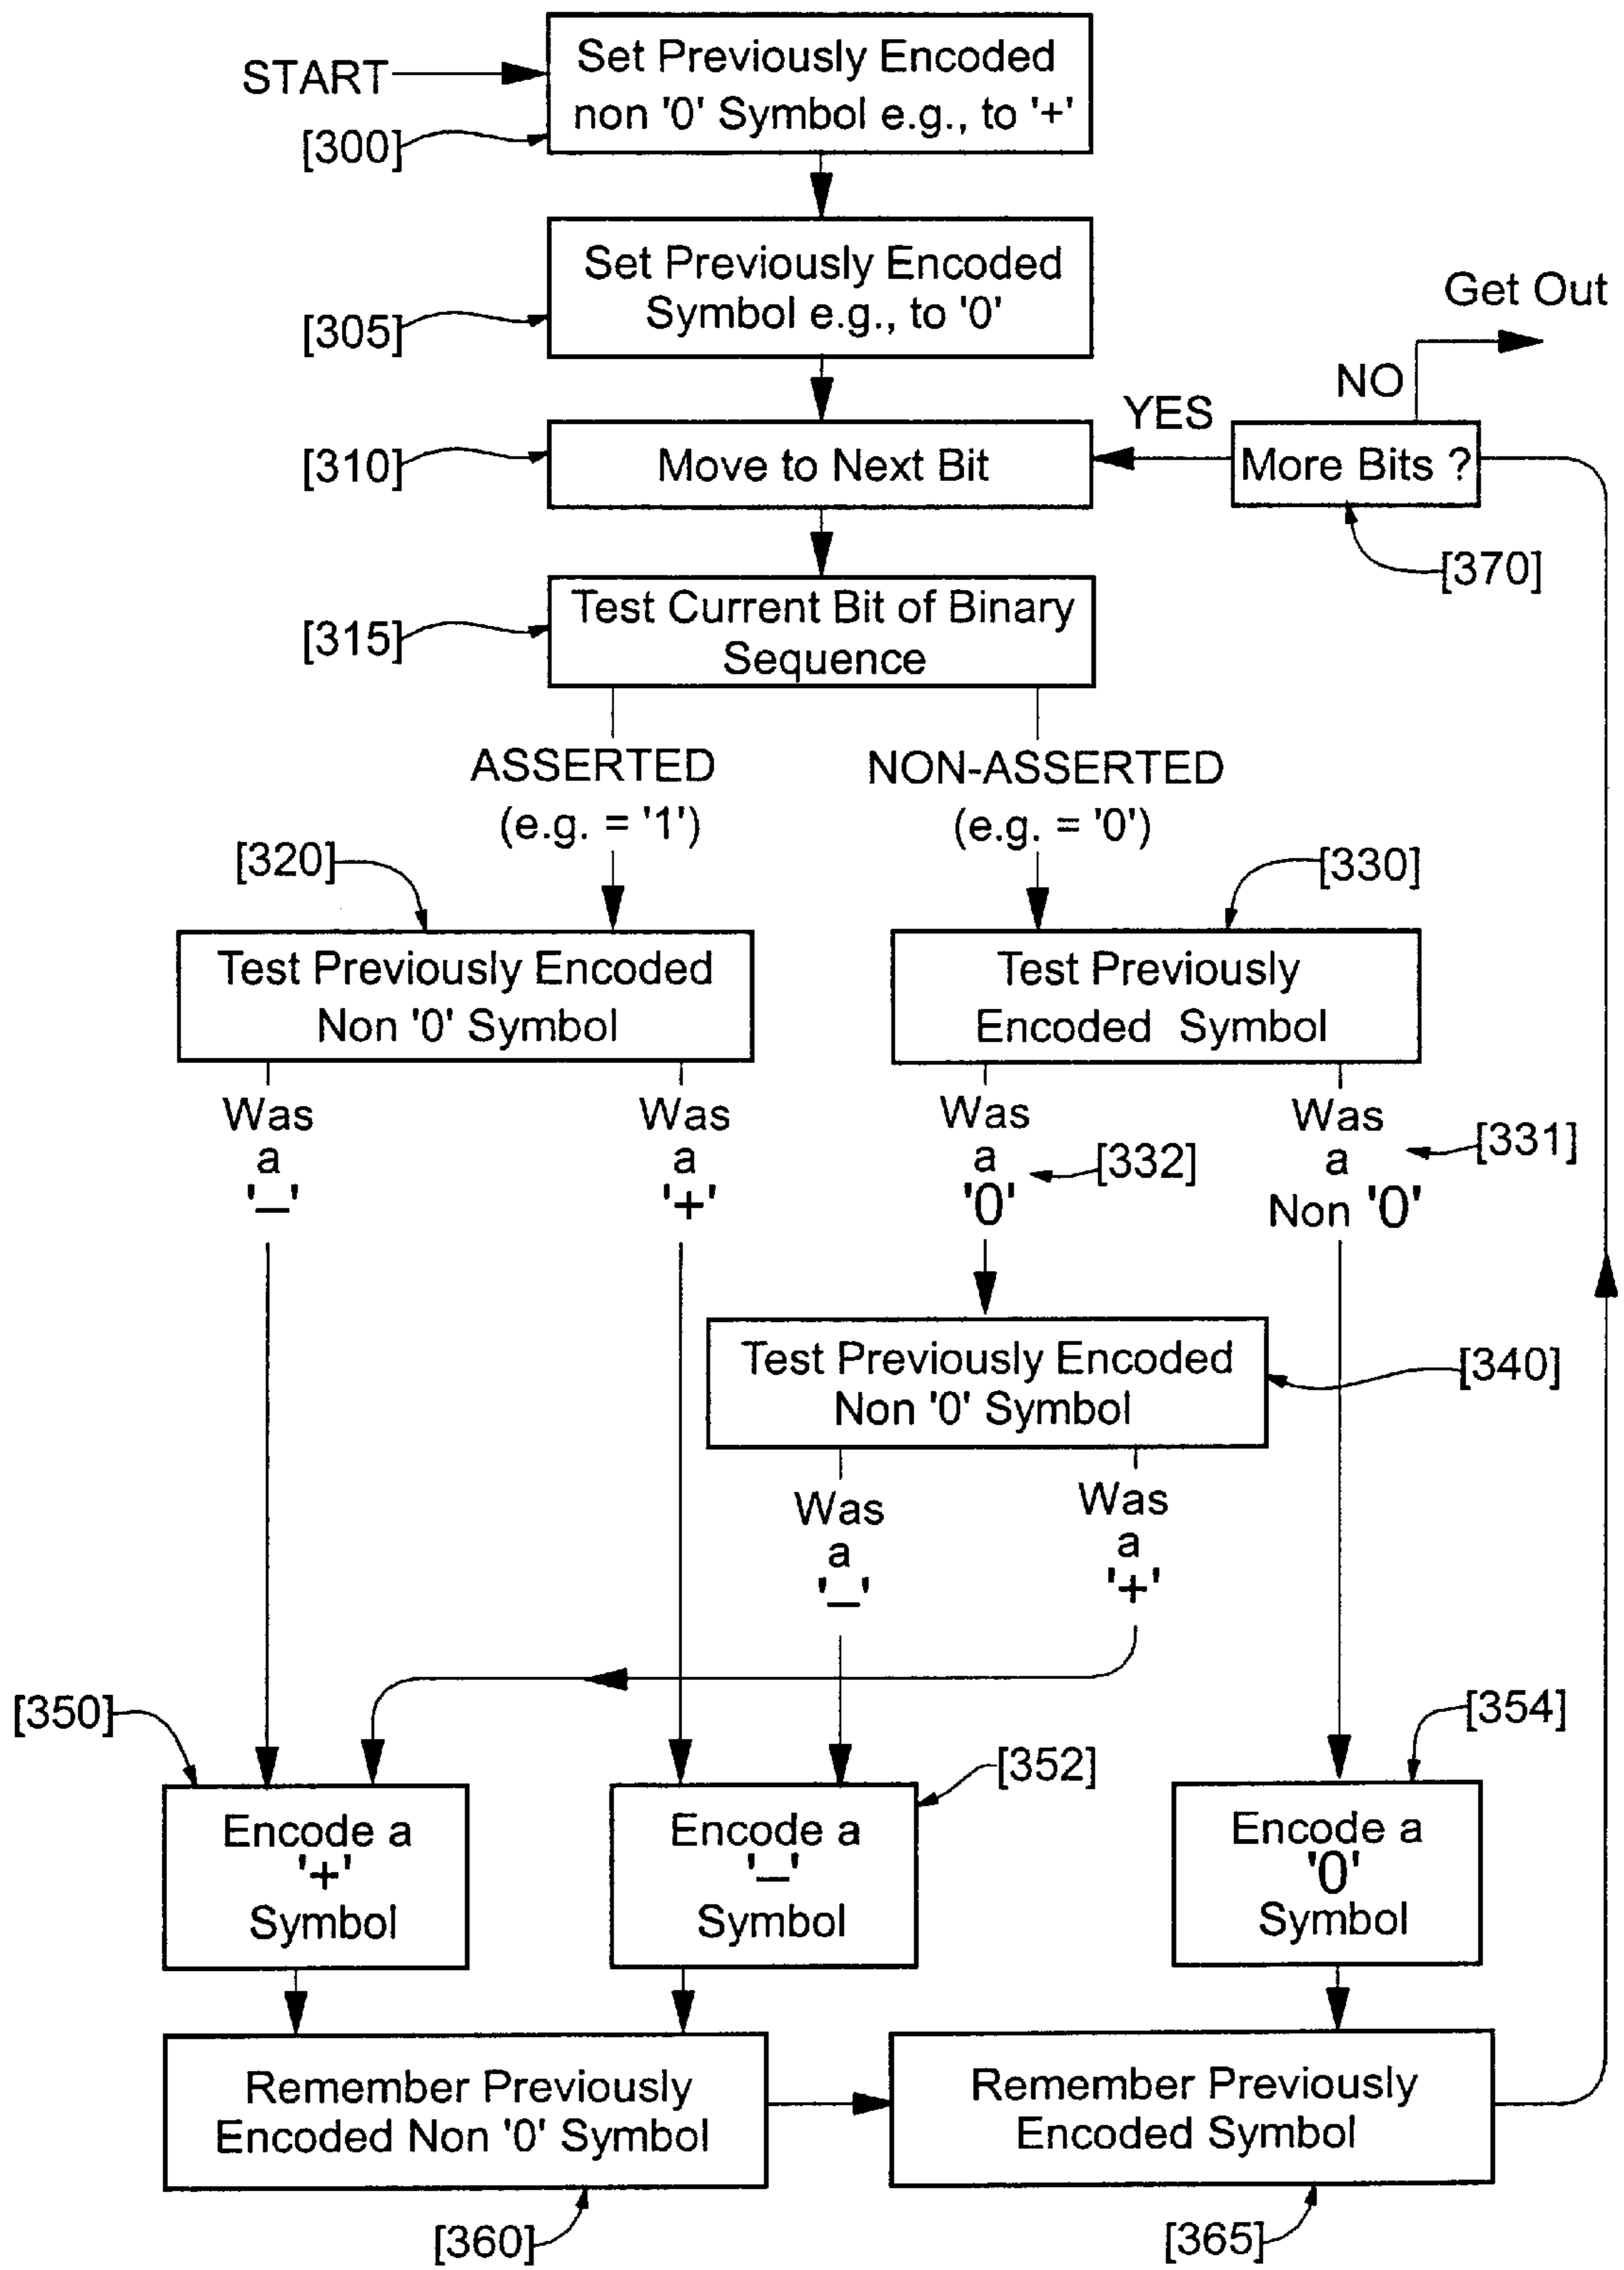 START
Set Previously Encoded
non '0' Symbol e.g., to '+'
[300]
Set Previously Encoded
Symbol e.g., to '0'
[305]
Get Out
NO
YES
[310]
Move to Next Bit
More Bits ?
[370]
[315]
Test Current Bit of Binary
Sequence
ASSERTED
(e.g. = '1')
NON-ASSERTED
(e.g. = '0')
[320]
[330]
Test Previously Encoded
Non '0' Symbol
Test Previously
Encoded Symbol
Was
a
'–'
Was
a
'+'
Was
a
'0'
[332]
Was
a
Non '0'
[331]
Test Previously Encoded
Non '0' Symbol
[340]
Was
a
'–'
Was
a
'+'
[350]
[352]
[354]
Encode a
'+'
Symbol
Encode a
'–'
Symbol
Encode a
'0'
Symbol
Remember Previously
Encoded Non '0' Symbol
Remember Previously
Encoded Symbol
[360]
[365]